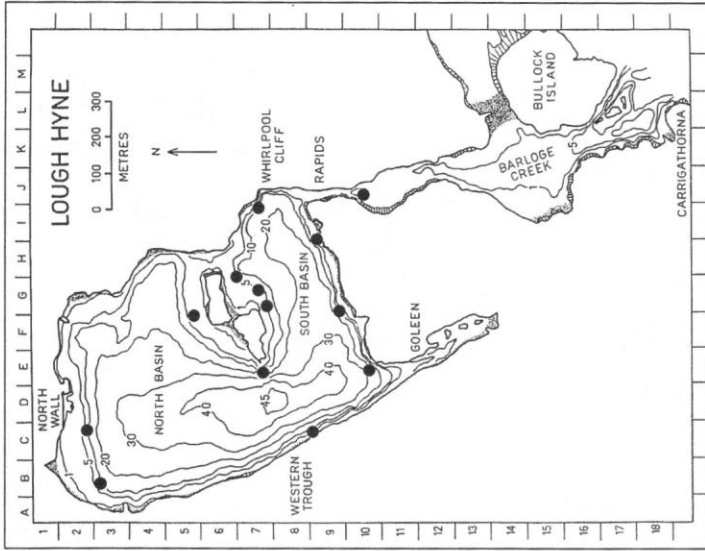 LOUGH HYNE
0 100 200 300
METRES
N
A B C D E F G H I J K L M
1
2
3
4
5
6
7
8
9
10
11
12
13
14
15
16
17
18
NORTH
WALL
1
5
20
NORTH BASIN
30
40
45
WESTERN
TROUGH
40
30
SOUTH BASIN
20
10
5
1
WHIRLPOOL
CLIFF
RAPIDS
GOLEEN
BARLOGE
CREEK
5
BULLOCK
ISLAND
CARRIGATHORNA